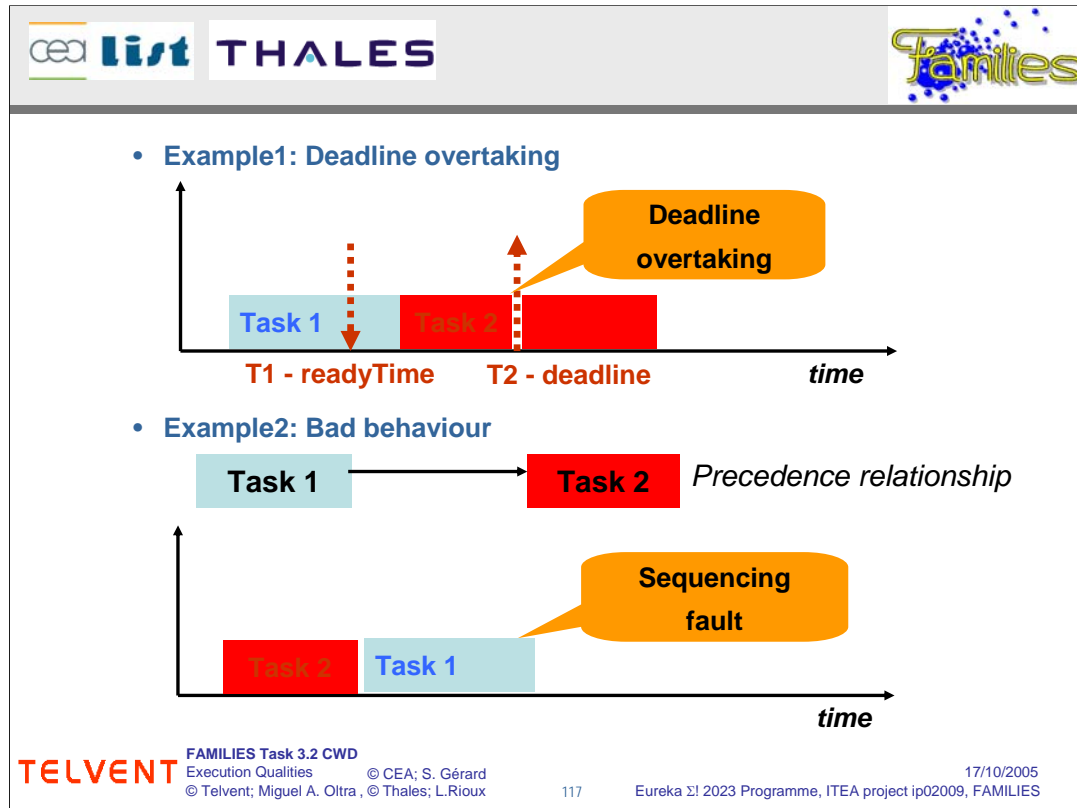 cea list THALES
Families
• Example1: Deadline overtaking
Deadline
overtaking
Task 1
Task 2
T1 - readyTime
T2 - deadline
time
• Example2: Bad behaviour
Task 1
Task 2
Precedence relationship
Sequencing
fault
Task 2
Task 1
time
TELVENT
FAMILIES Task 3.2 CWD
Execution Qualities © CEA; S. Gérard
© Telvent; Miguel A. Oltra , © Thales; L.Rioux
117
17/10/2005
Eureka Σ! 2023 Programme, ITEA project ip02009, FAMILIES